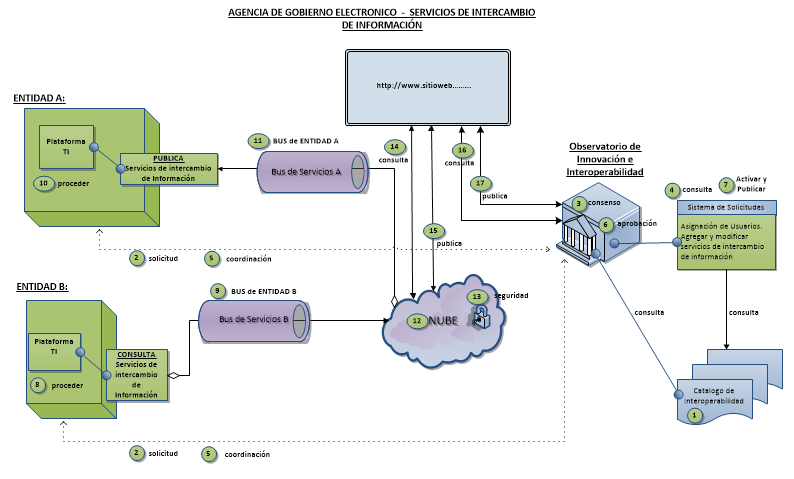 AGENCIA DE GOBIERNO ELECTRONICO - SERVICIOS DE INTERCAMBIO
DE INFORMACIÓN
http://www.sitioweb.........
ENTIDAD A:
Plataforma
TI
10 proceder
PUBLICA
Servicios de intercambio
de Información
11 BUS de ENTIDAD A
Bus de Servicios A
14
consulta
16
consulta
17
publica
15
publica
Observatorio de
Innovación e
Interoperabilidad
3 consenso
6 aprobación
4 consulta
7 Activar y
Publicar
Sistema de Solicitudes
Asignación de Usuarios.
Agregar y modificar
servicios de intercambio
de información
2 solicitud
5 coordinación
ENTIDAD B:
Plataforma
TI
8 proceder
CONSULTA
Servicios de
intercambio
de
Información
9 BUS de ENTIDAD B
Bus de Servicios B
13 seguridad
12 NUBE
consulta
consulta
Catalogo de
interoperabilidad
1
2 solicitud
5 coordinación